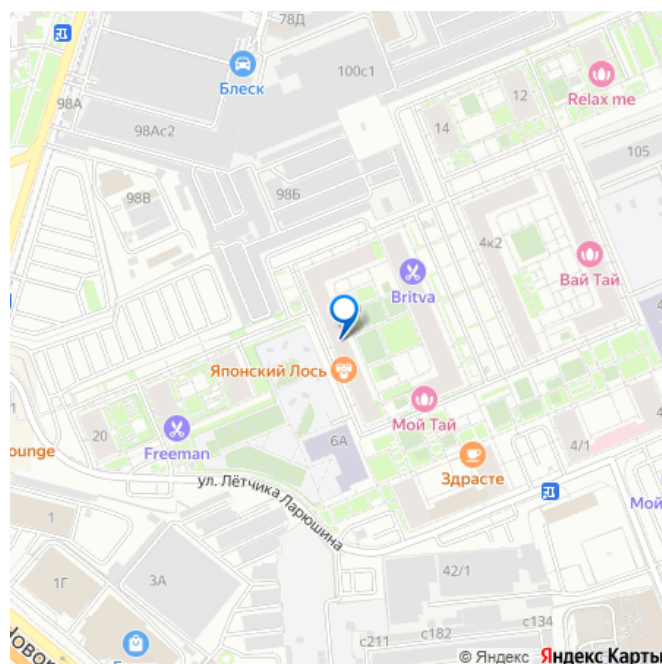 78Д
100с1
Блеск
Relax me
98А
12
14
98Ас2
105
98Б
98В
4к2
Britva
Вай Тай
Японский Лось
Мой Тай
20
Freeman
6А
4/1
ounge
Здрасте
ул. Лётчика Ларюшина
Мой
1
42/1
1Г
3А
с134
с182
с211
© Яндекс Яндекс Карты